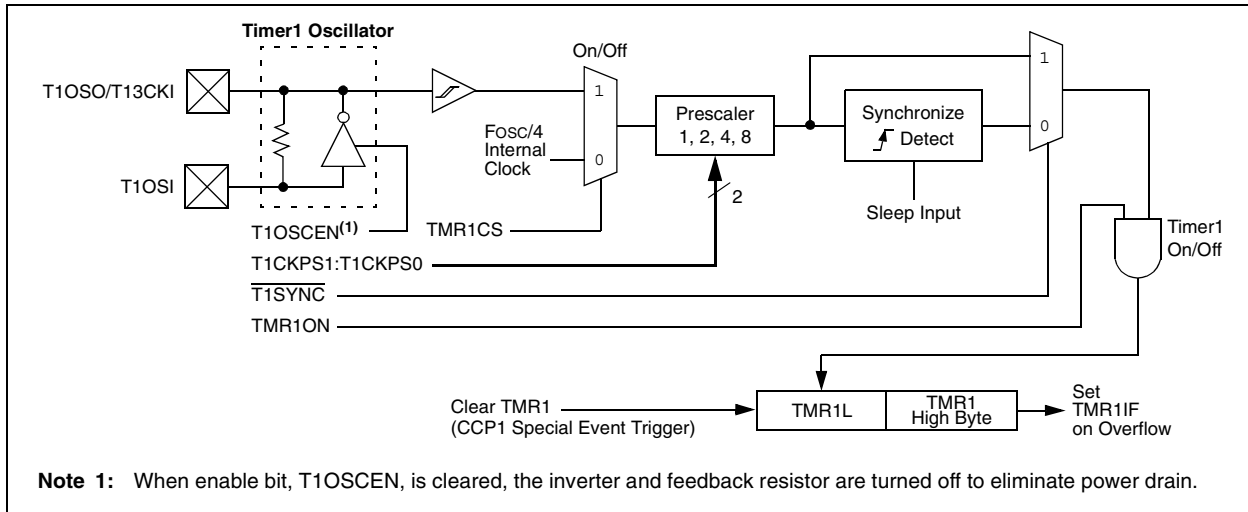 Timer1 Oscillator
T1OSO/T13CKI
T1OSI
On/Off
1
0
FOSC/4
Internal
Clock
Prescaler
1, 2, 4, 8
2
Synchronize
Detect
Sleep Input
1
0
T1OSCEN(1)
TMR1CS
T1CKPS1:T1CKPS0
T1SYNC
TMR1ON
Timer1
On/Off
Clear TMR1
(CCP1 Special Event Trigger)
TMR1L
TMR1
High Byte
Set
TMR1IF
on Overflow
Note 1: When enable bit, T1OSCEN, is cleared, the inverter and feedback resistor are turned off to eliminate power drain.